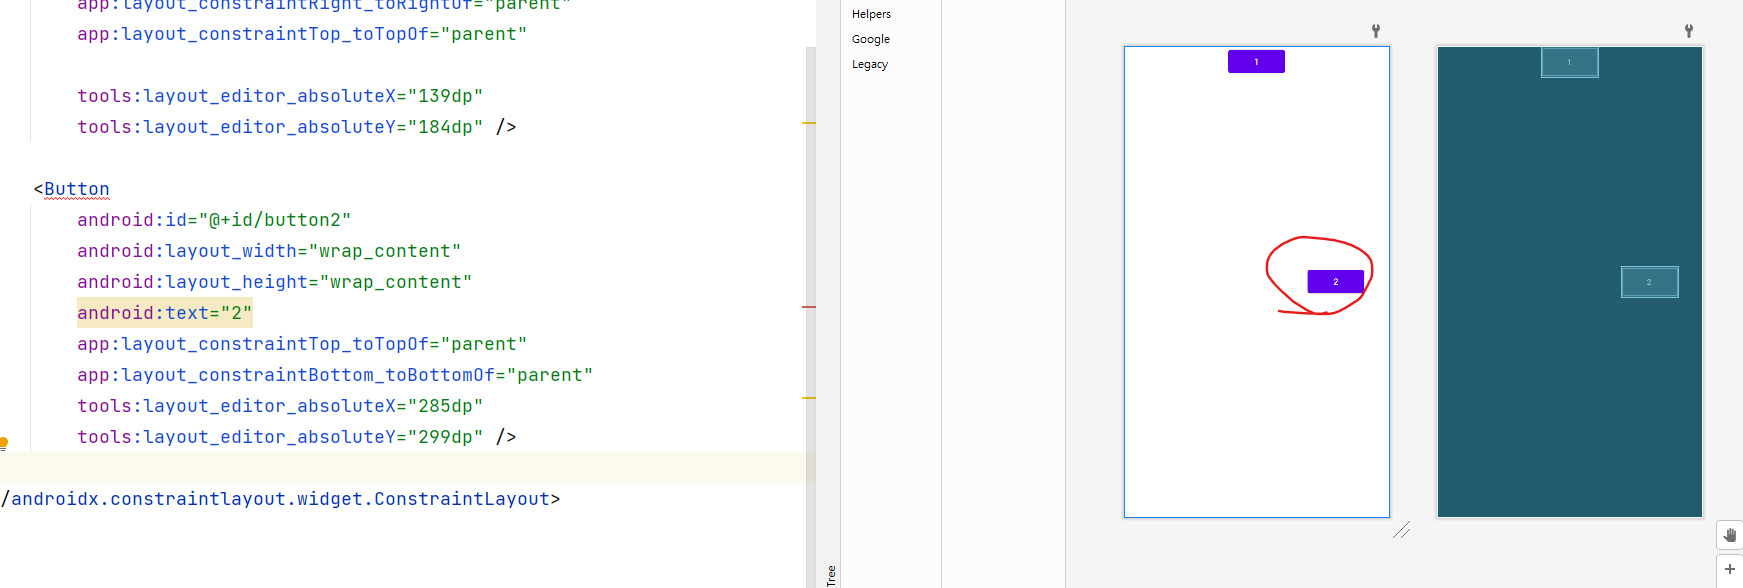 app:layout_constraintRight_toRightOf="parent"
app:layout_constraintTop_toTopOf="parent"
tools:layout_editor_absoluteX="139dp"
tools:layout_editor_absoluteY="184dp" />
<Button
android:id="@+id/button2"
android:layout_width="wrap_content"
android:layout_height="wrap_content"
android:text="2"
app:layout_constraintTop_toTopOf="parent"
app:layout_constraintBottom_toBottomOf="parent"
tools:layout_editor_absoluteX="285dp"
tools:layout_editor_absoluteY="299dp" />
/androidx.constraintlayout.widget.ConstraintLayout>
Helpers
Google
Legacy
Tree
1
2
1
2